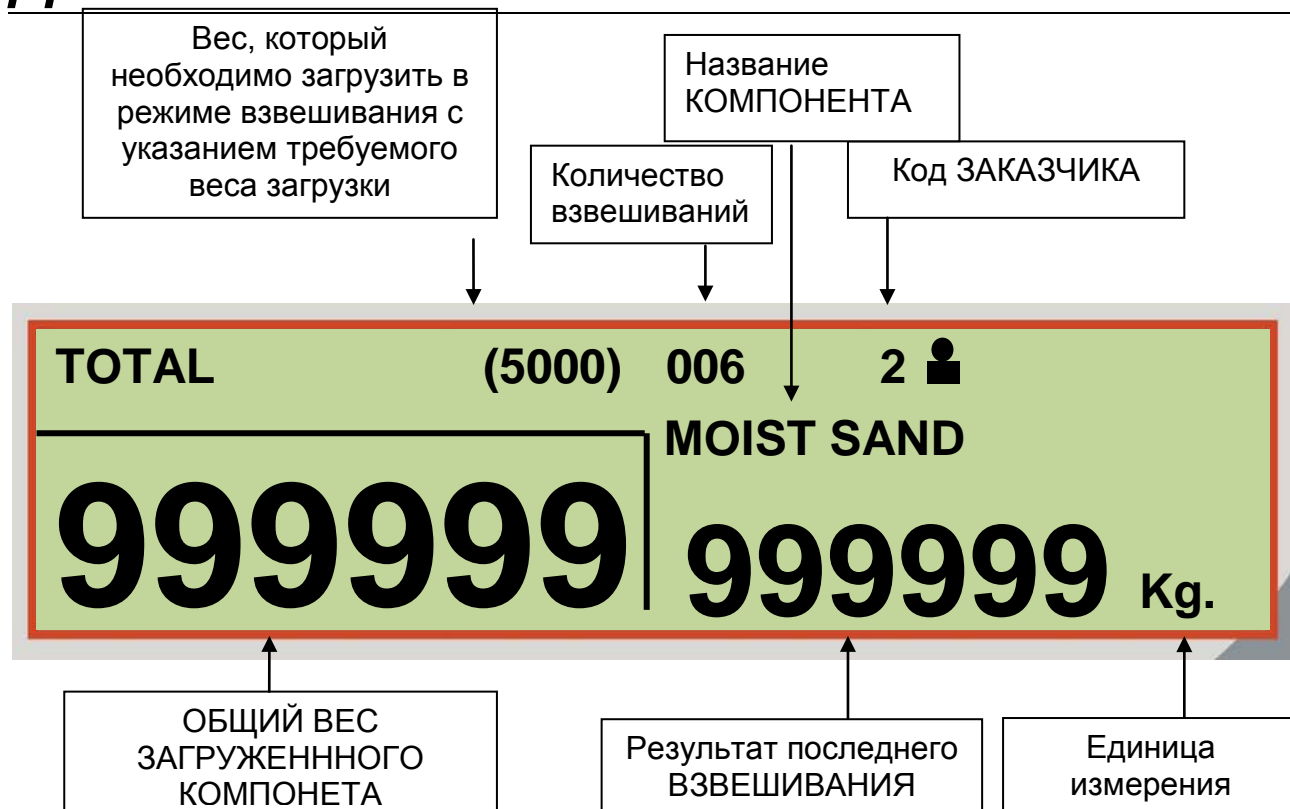 Вес, который
необходимо загрузить в
режиме взвешивания с
указанием требуемого
веса загрузки
Название
КОМПОНЕНТА
Количество
взвешиваний
Код ЗАКАЗЧИКА
TOTAL (5000) 006 2
MOIST SAND
999999 999999 Kg.
ОБЩИЙ ВЕС
ЗАГРУЖЕНННОГО
КОМПОНЕТА
Результат последнего
ВЗВЕШИВАНИЯ
Единица
измерения